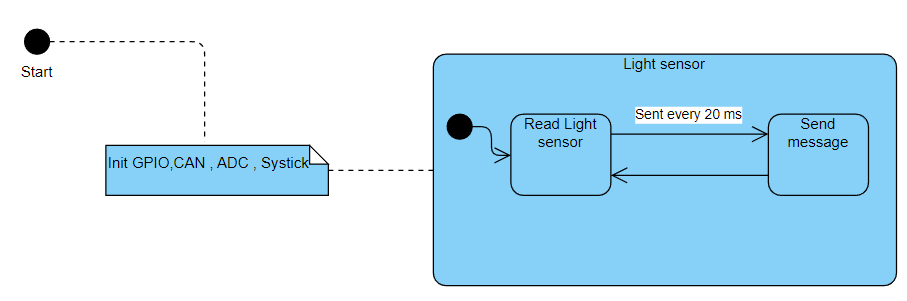 Start
Init GPIO,CAN , ADC , Systick
Light sensor
Read Light
sensor
Sent every 20 ms
Send
message